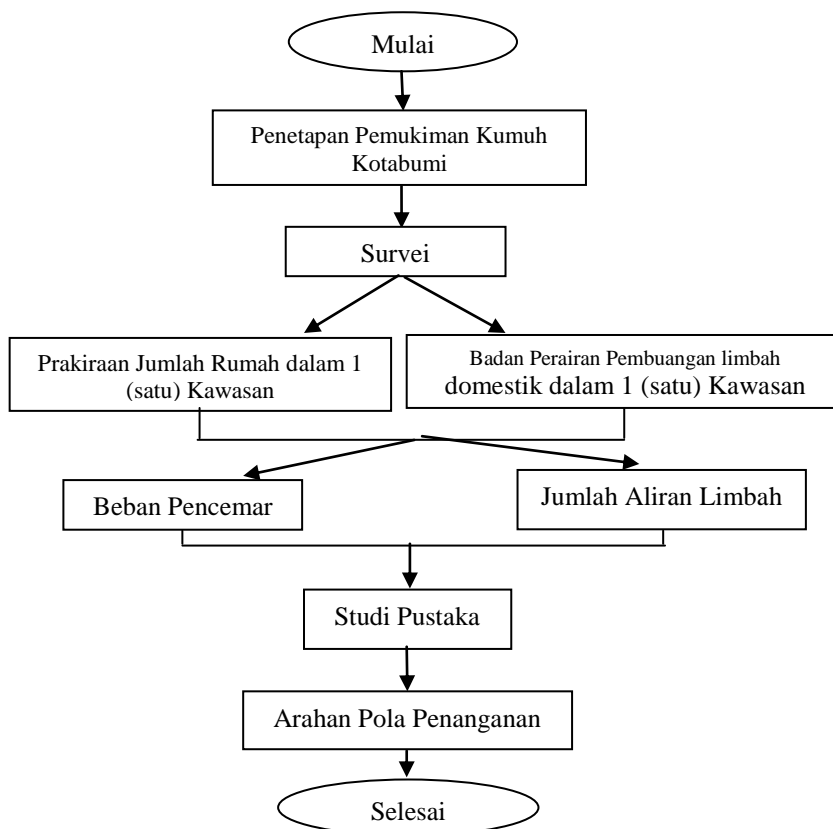 Mulai
Penetapan Pemukiman Kumuh
Kotabumi
Survei
Prakiraan Jumlah Rumah dalam 1
(satu) Kawasan
Badan Perairan Pembuangan limbah
domestik dalam 1 (satu) Kawasan
Beban Pencemar
Jumlah Aliran Limbah
Studi Pustaka
Arahan Pola Penanganan
Selesai